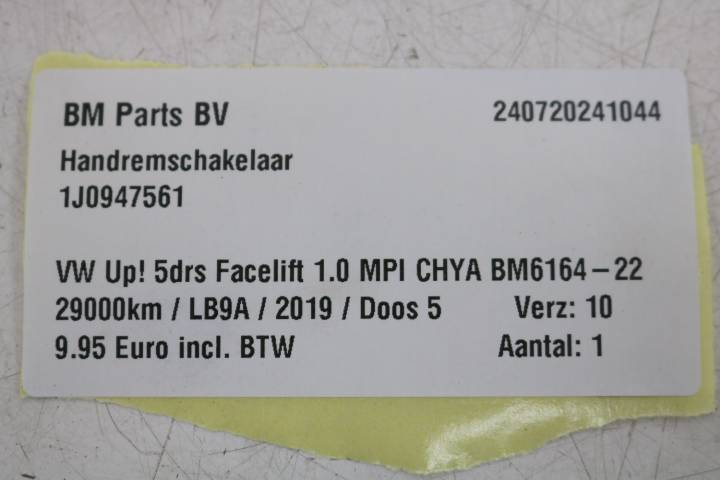 BM Parts BV 240720241044
Handremschakelaar
1J0947561
VW Up! 5drs Facelift 1.0 MPI CHYA BM6164-22
29000km / LB9A / 2019 / Doos 5 Verz: 10
9.95 Euro incl. BTW Aantal: 1